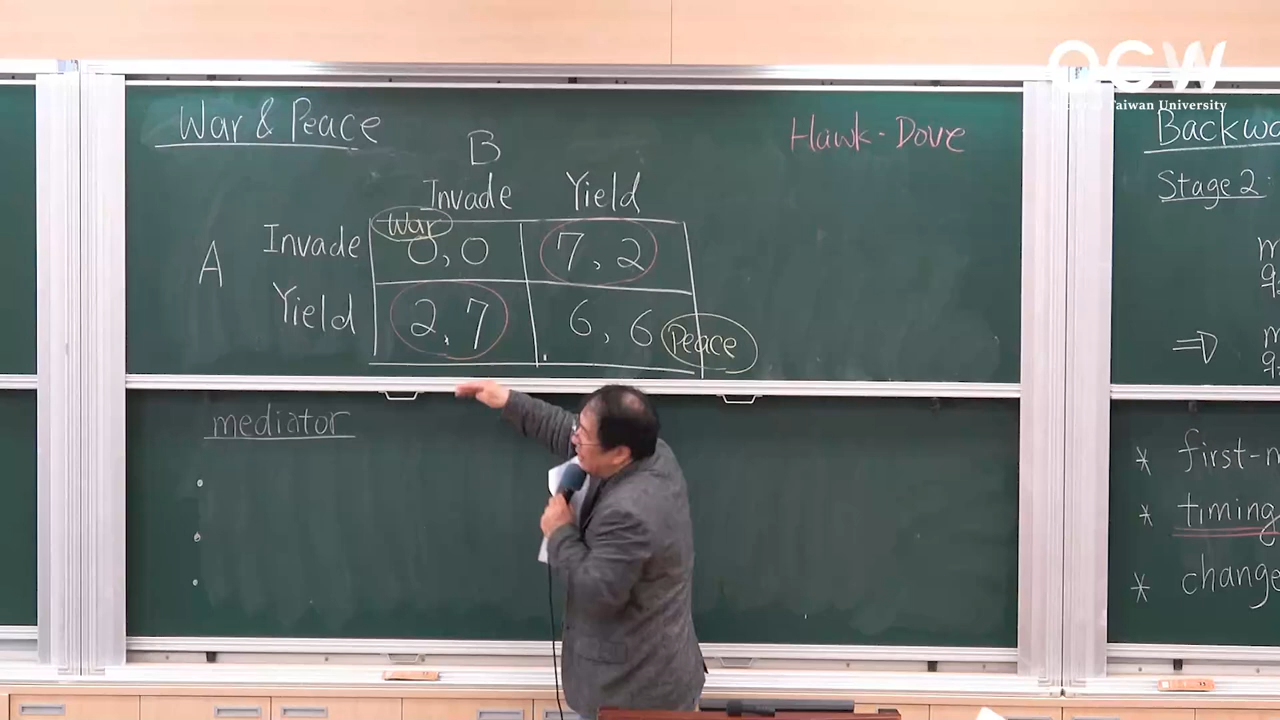 OCW
National Taiwan University
War & Peace
Hawk-Dove
B
Invade Yield
A
Invade
War
0, 0
7, 2
Yield
2, 7
6, 6
Peace
mediator
Backwa
Stage 2:
m
⇒ m
* first-m
* timing
* change